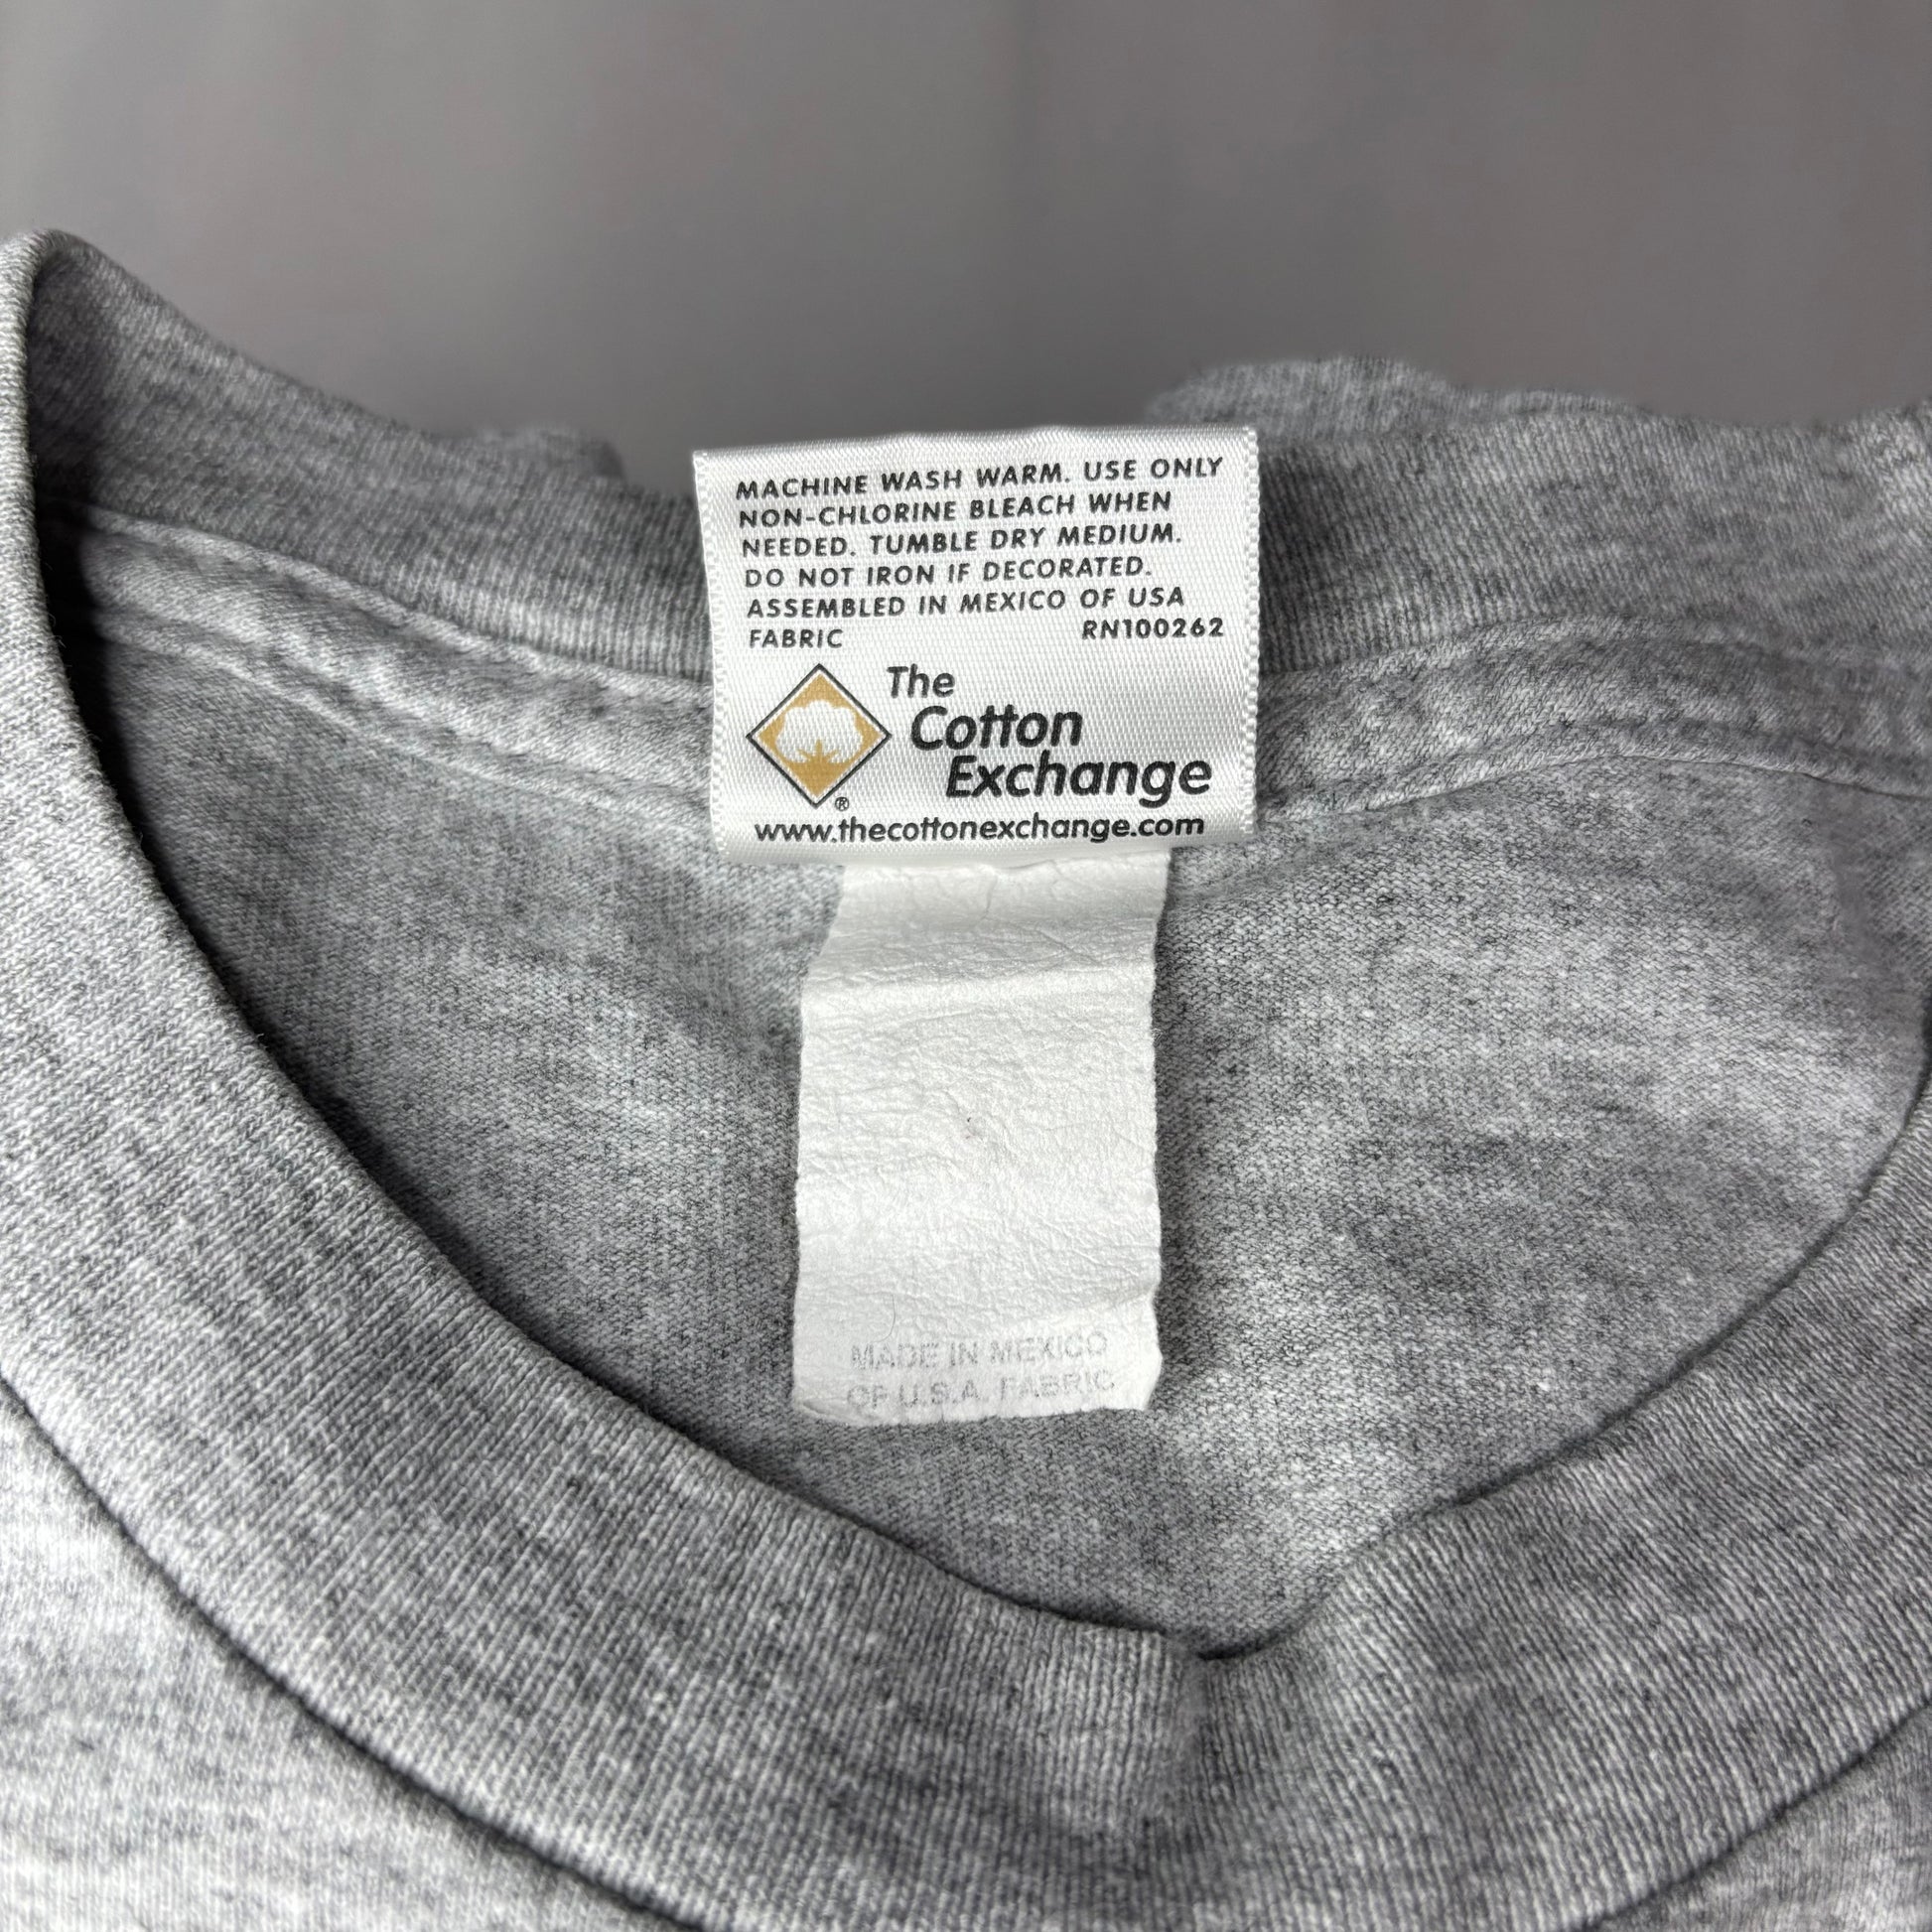 MACHINE WASH WARM. USE ONLY
NON-CHLORINE BLEACH WHEN
NEEDED. TUMBLE DRY MEDIUM.
DO NOT IRON IF DECORATED.
ASSEMBLED IN MEXICO OF USA
FABRIC RN100262
The
Cotton
Exchange
®
www.thecottonexchange.com
MADE IN MEXICO
OF U.S.A. FABRIC